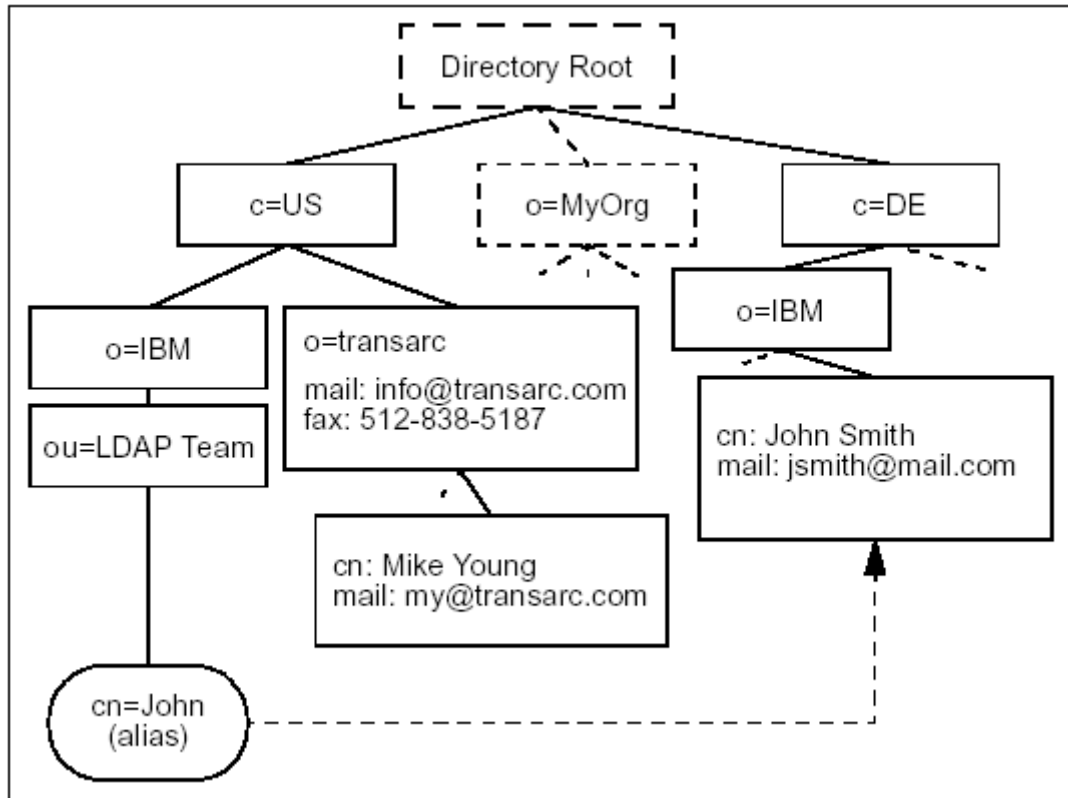 Directory Root
c=US
o=MyOrg
c=DE
o=IBM
o=transarc
mail: info@transarc.com
fax: 512-838-5187
o=IBM
ou=LDAP Team
cn: John Smith
mail: jsmith@mail.com
cn: Mike Young
mail: my@transarc.com
cn=John
(alias)